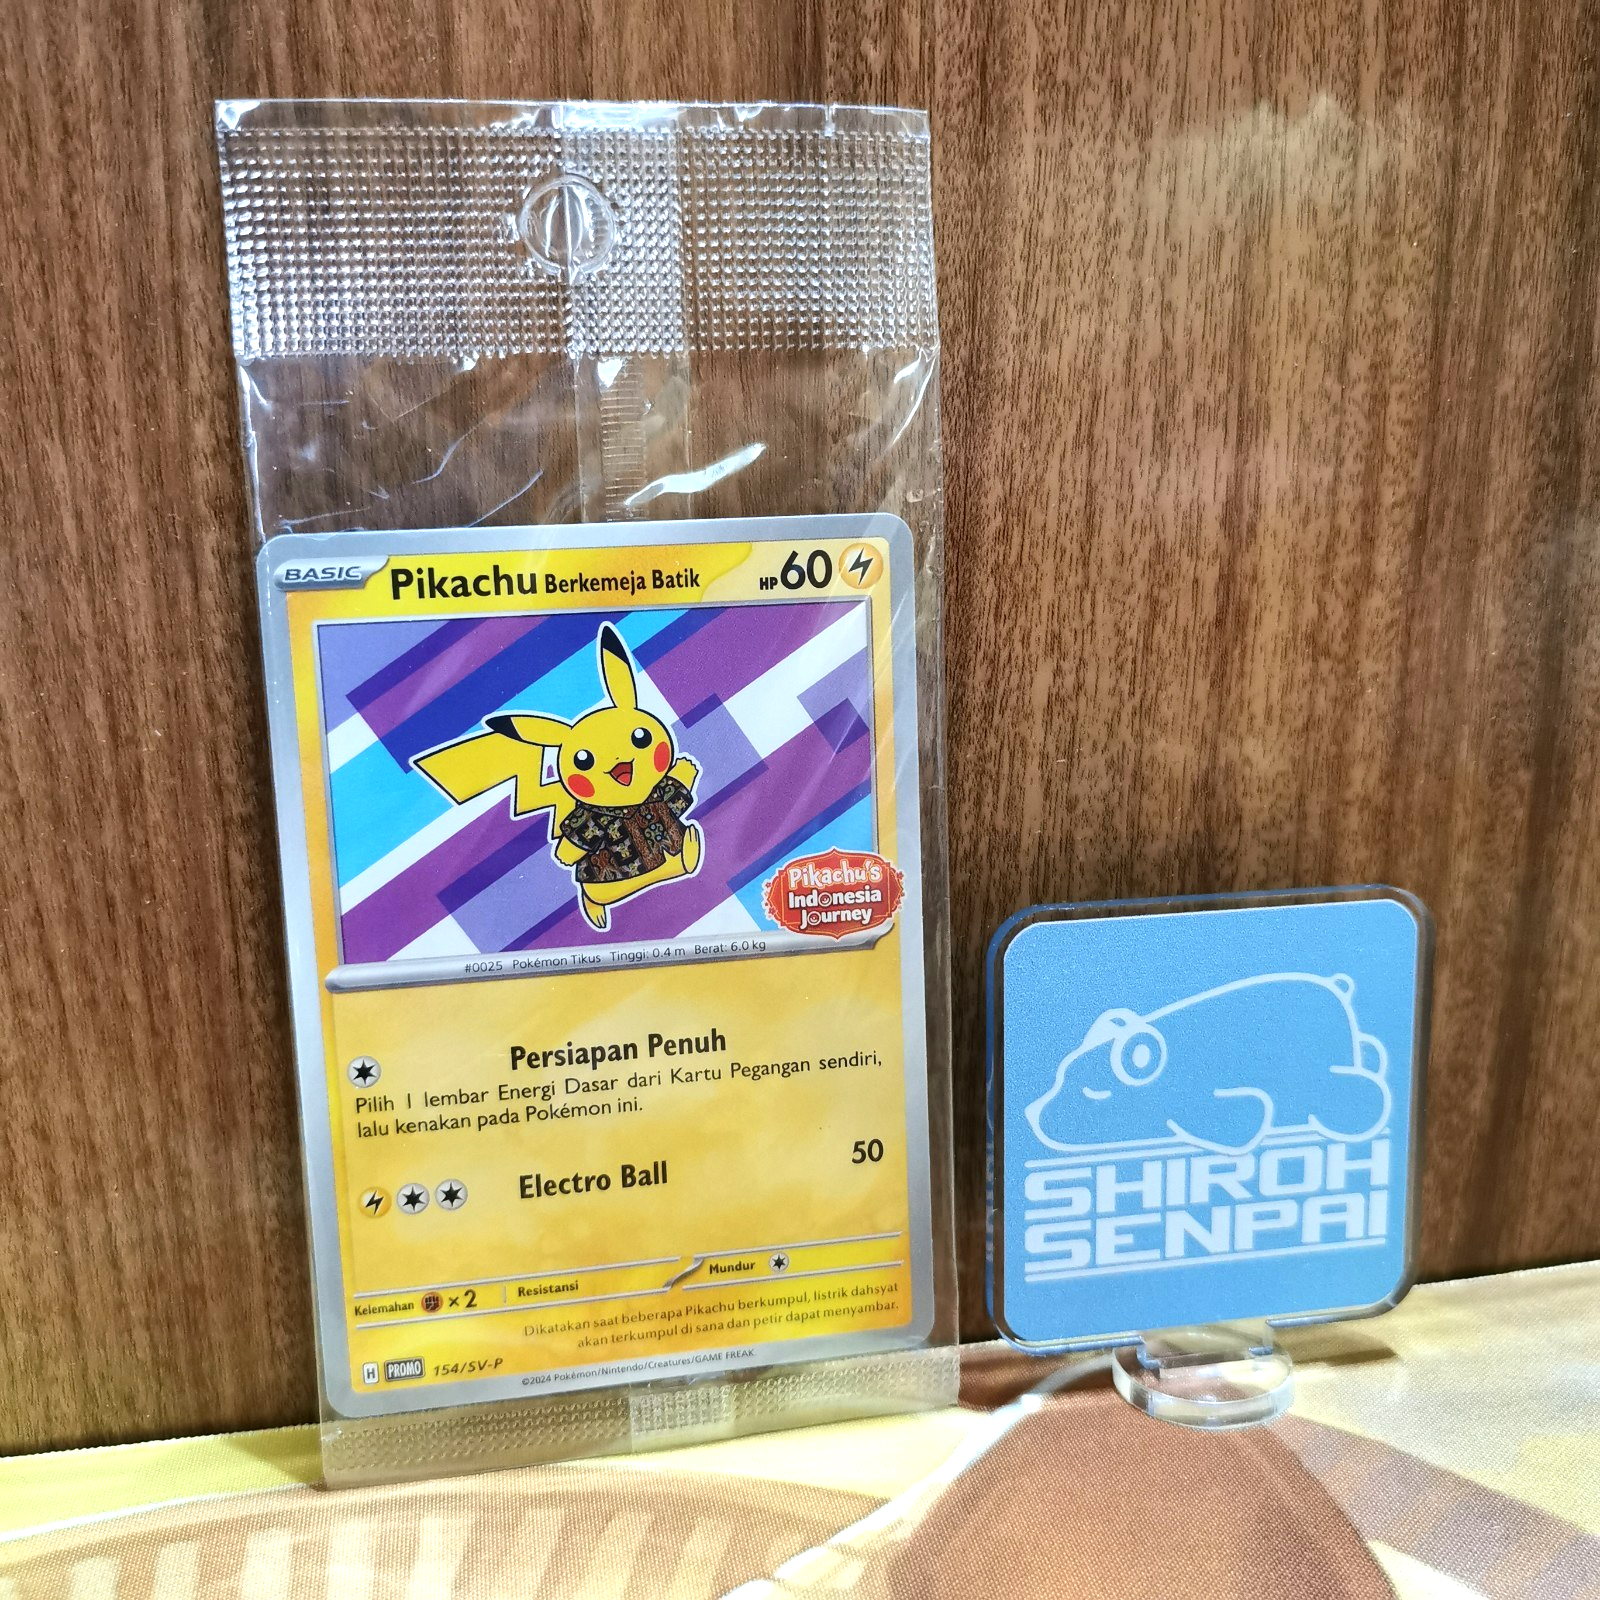 BASIC
Pikachu Berkemeja Batik
HP60
Pikachu's
Indonesia
Journey
#0025 Pokémon Tikus Tinggi: 0.4 m Berat: 6.0 kg
Persiapan Penuh
Pilih 1 lembar Energi Dasar dari Kartu Pegangan sendiri,
lalu kenakan pada Pokémon ini.
Electro Ball 50
Kelemahan ×2 Resistansi Mundur
Dikatakan saat beberapa Pikachu berkumpul, listrik dahsyat
akan terkumpul di sana dan petir dapat menyambar.
H PROMO 154/SV-P
©2024 Pokémon/Nintendo/Creatures/GAME FREAK
SHIROH
SENPAI